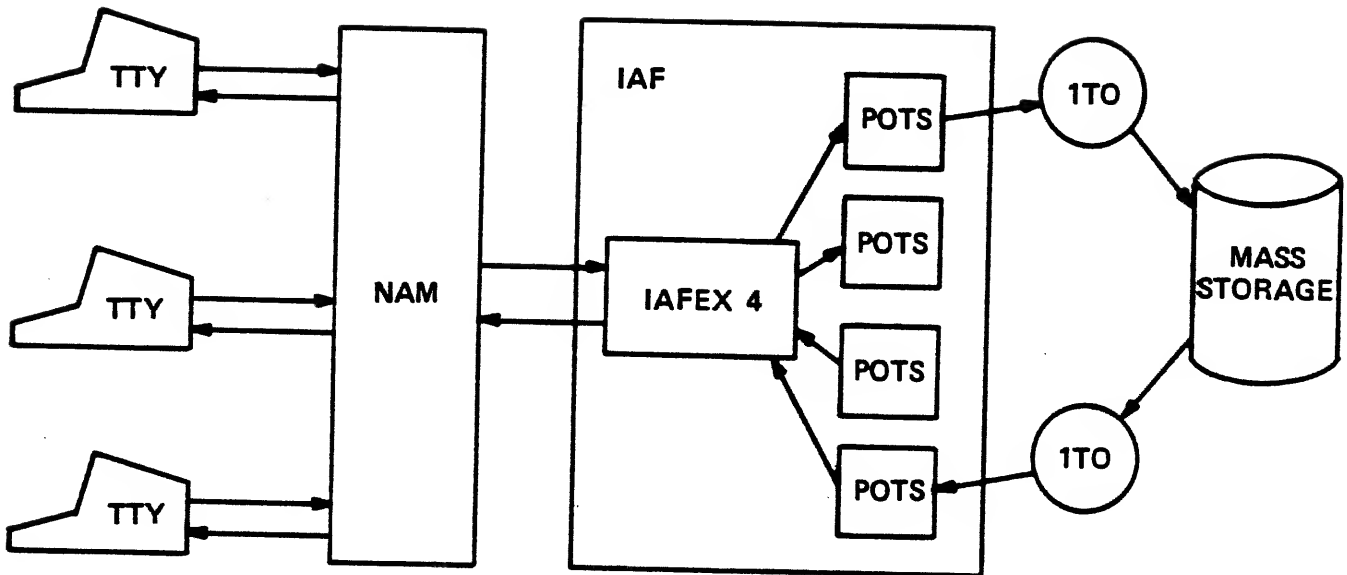 TTY
TTY
TTY
NAM
IAF
IAFEX 4
POTS
POTS
POTS
POTS
1TO
1TO
MASS
STORAGE